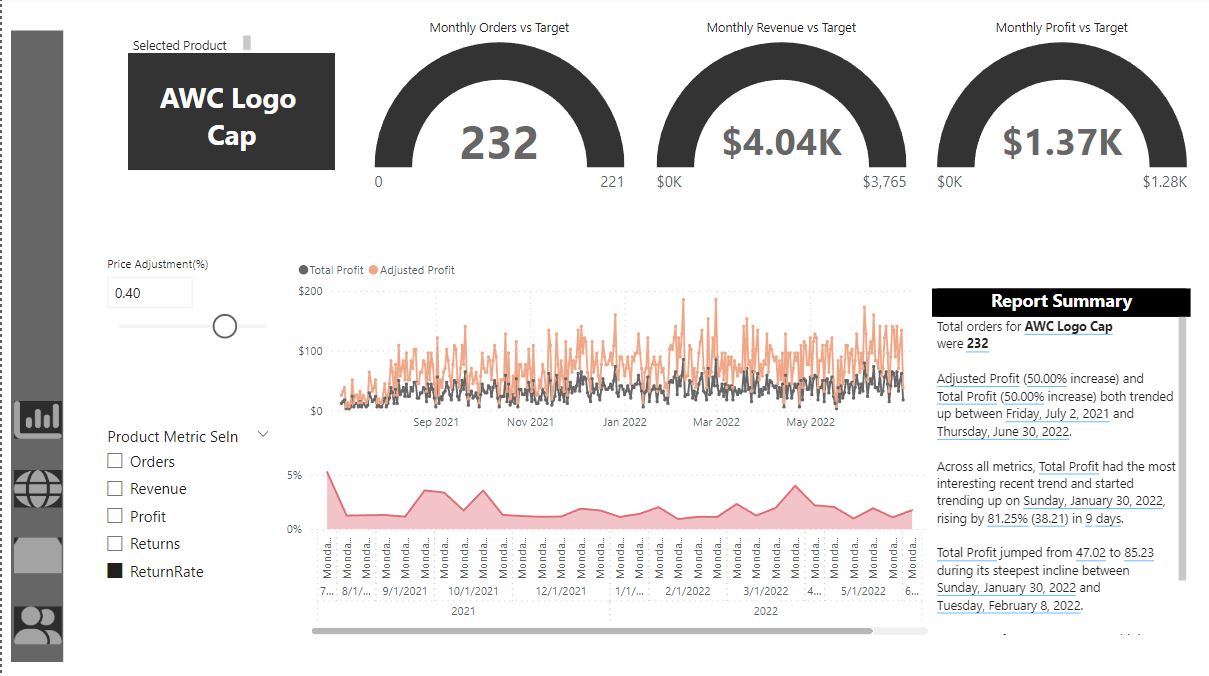 Selected Product
AWC Logo
Cap
Monthly Orders vs Target
232
0
221
Monthly Revenue vs Target
$4.04K
$0K
$3,765
Monthly Profit vs Target
$1.37K
$0K
$1.28K
Price Adjustment(%)
0.40
Total Profit Adjusted Profit
$200
$100
$0
Sep 2021 Nov 2021 Jan 2022 Mar 2022 May 2022
Product Metric Seln
Orders
Revenue
Profit
Returns
ReturnRate
5%
0%
Monda... Monda... Monda... Monda... Monda... Monda... Monda... Monda... Monda... Monda... Monda... Monda... Monda... Monda... Monda... Monda... Monda... Monda... Monda... Monda... Monda... Monda... Monda... Monda... Monda... Monda... Monda... Monda... Monda... Monda... Monda...
7... 8/1/... 9/1/2021 10/1/2021 12/1/2021 1/1/... 2/1/2022 3/1/2022 4... 5/1/2022 6...
2021 2022
Report Summary
Total orders for AWC Logo Cap
were 232
Adjusted Profit (50.00% increase) and
Total Profit (50.00% increase) both trended
up between Friday, July 2, 2021 and
Thursday, June 30, 2022.
Across all metrics, Total Profit had the most
interesting recent trend and started
trending up on Sunday, January 30, 2022,
rising by 81.25% (38.21) in 9 days.
Total Profit jumped from 47.02 to 85.23
during its steepest incline between
Sunday, January 30, 2022 and
Tuesday, February 8, 2022.